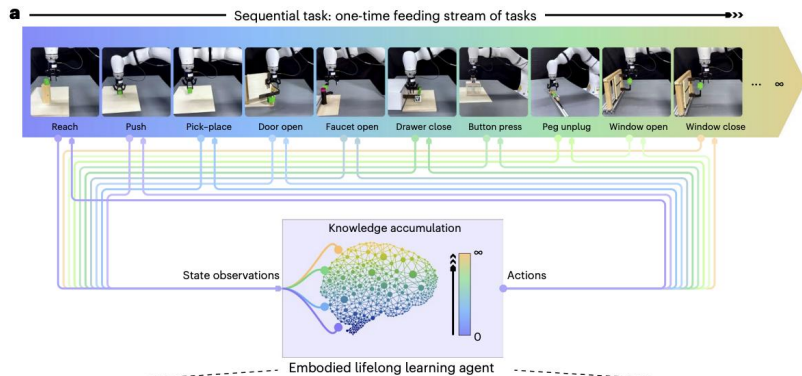 a
Sequential task: one-time feeding stream of tasks
Reach Push Pick–place Door open Faucet open Drawer close Button press Peg unplug Window open Window close ... ∞
Knowledge accumulation
∞
State observations
Actions
0
Embodied lifelong learning agent